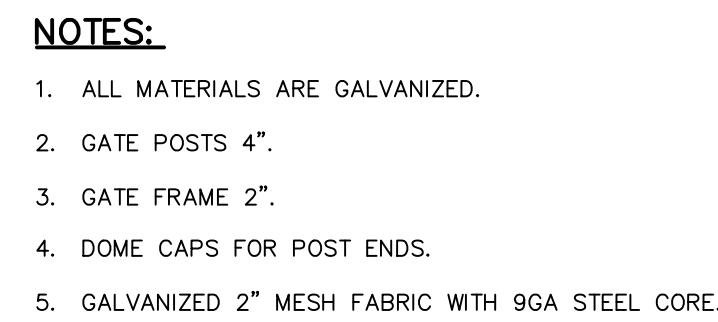 NOTES:
1. ALL MATERIALS ARE GALVANIZED.
2. GATE POSTS 4”.
3. GATE FRAME 2”.
4. DOME CAPS FOR POST ENDS.
5. GALVANIZED 2” MESH FABRIC WITH 9GA STEEL CORE.